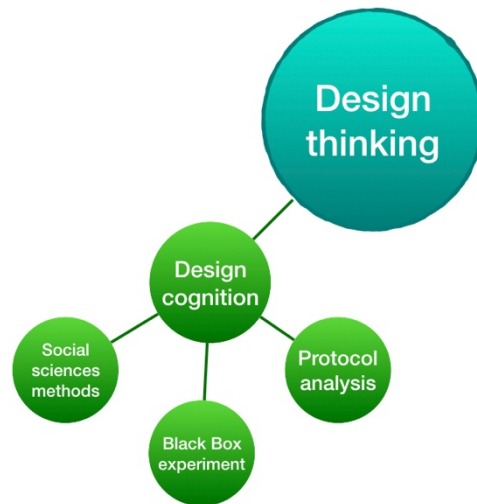 Design
thinking
Design
cognition
Social
sciences
methods
Protocol
analysis
Black Box
experiment